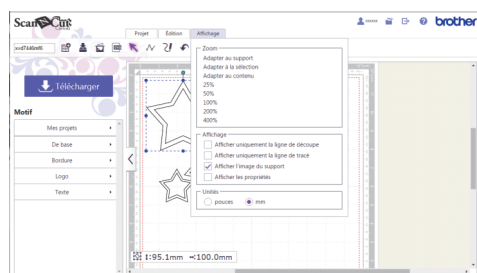 ScanNCut
CANVAS
xxxxxx
brother
Projet Édition Affichage
Télécharger
Motif
Mes projets
De base
Bordure
Logo
Texte
Zoom
Adapter au support
Adapter à la sélection
Adapter au contenu
25%
50%
100%
200%
400%
Affichage
Afficher uniquement la ligne de découpe
Afficher uniquement la ligne de tracé
Afficher l'image du support
Afficher les propriétés
Unités
pouces mm
95.1mm 100.0mm